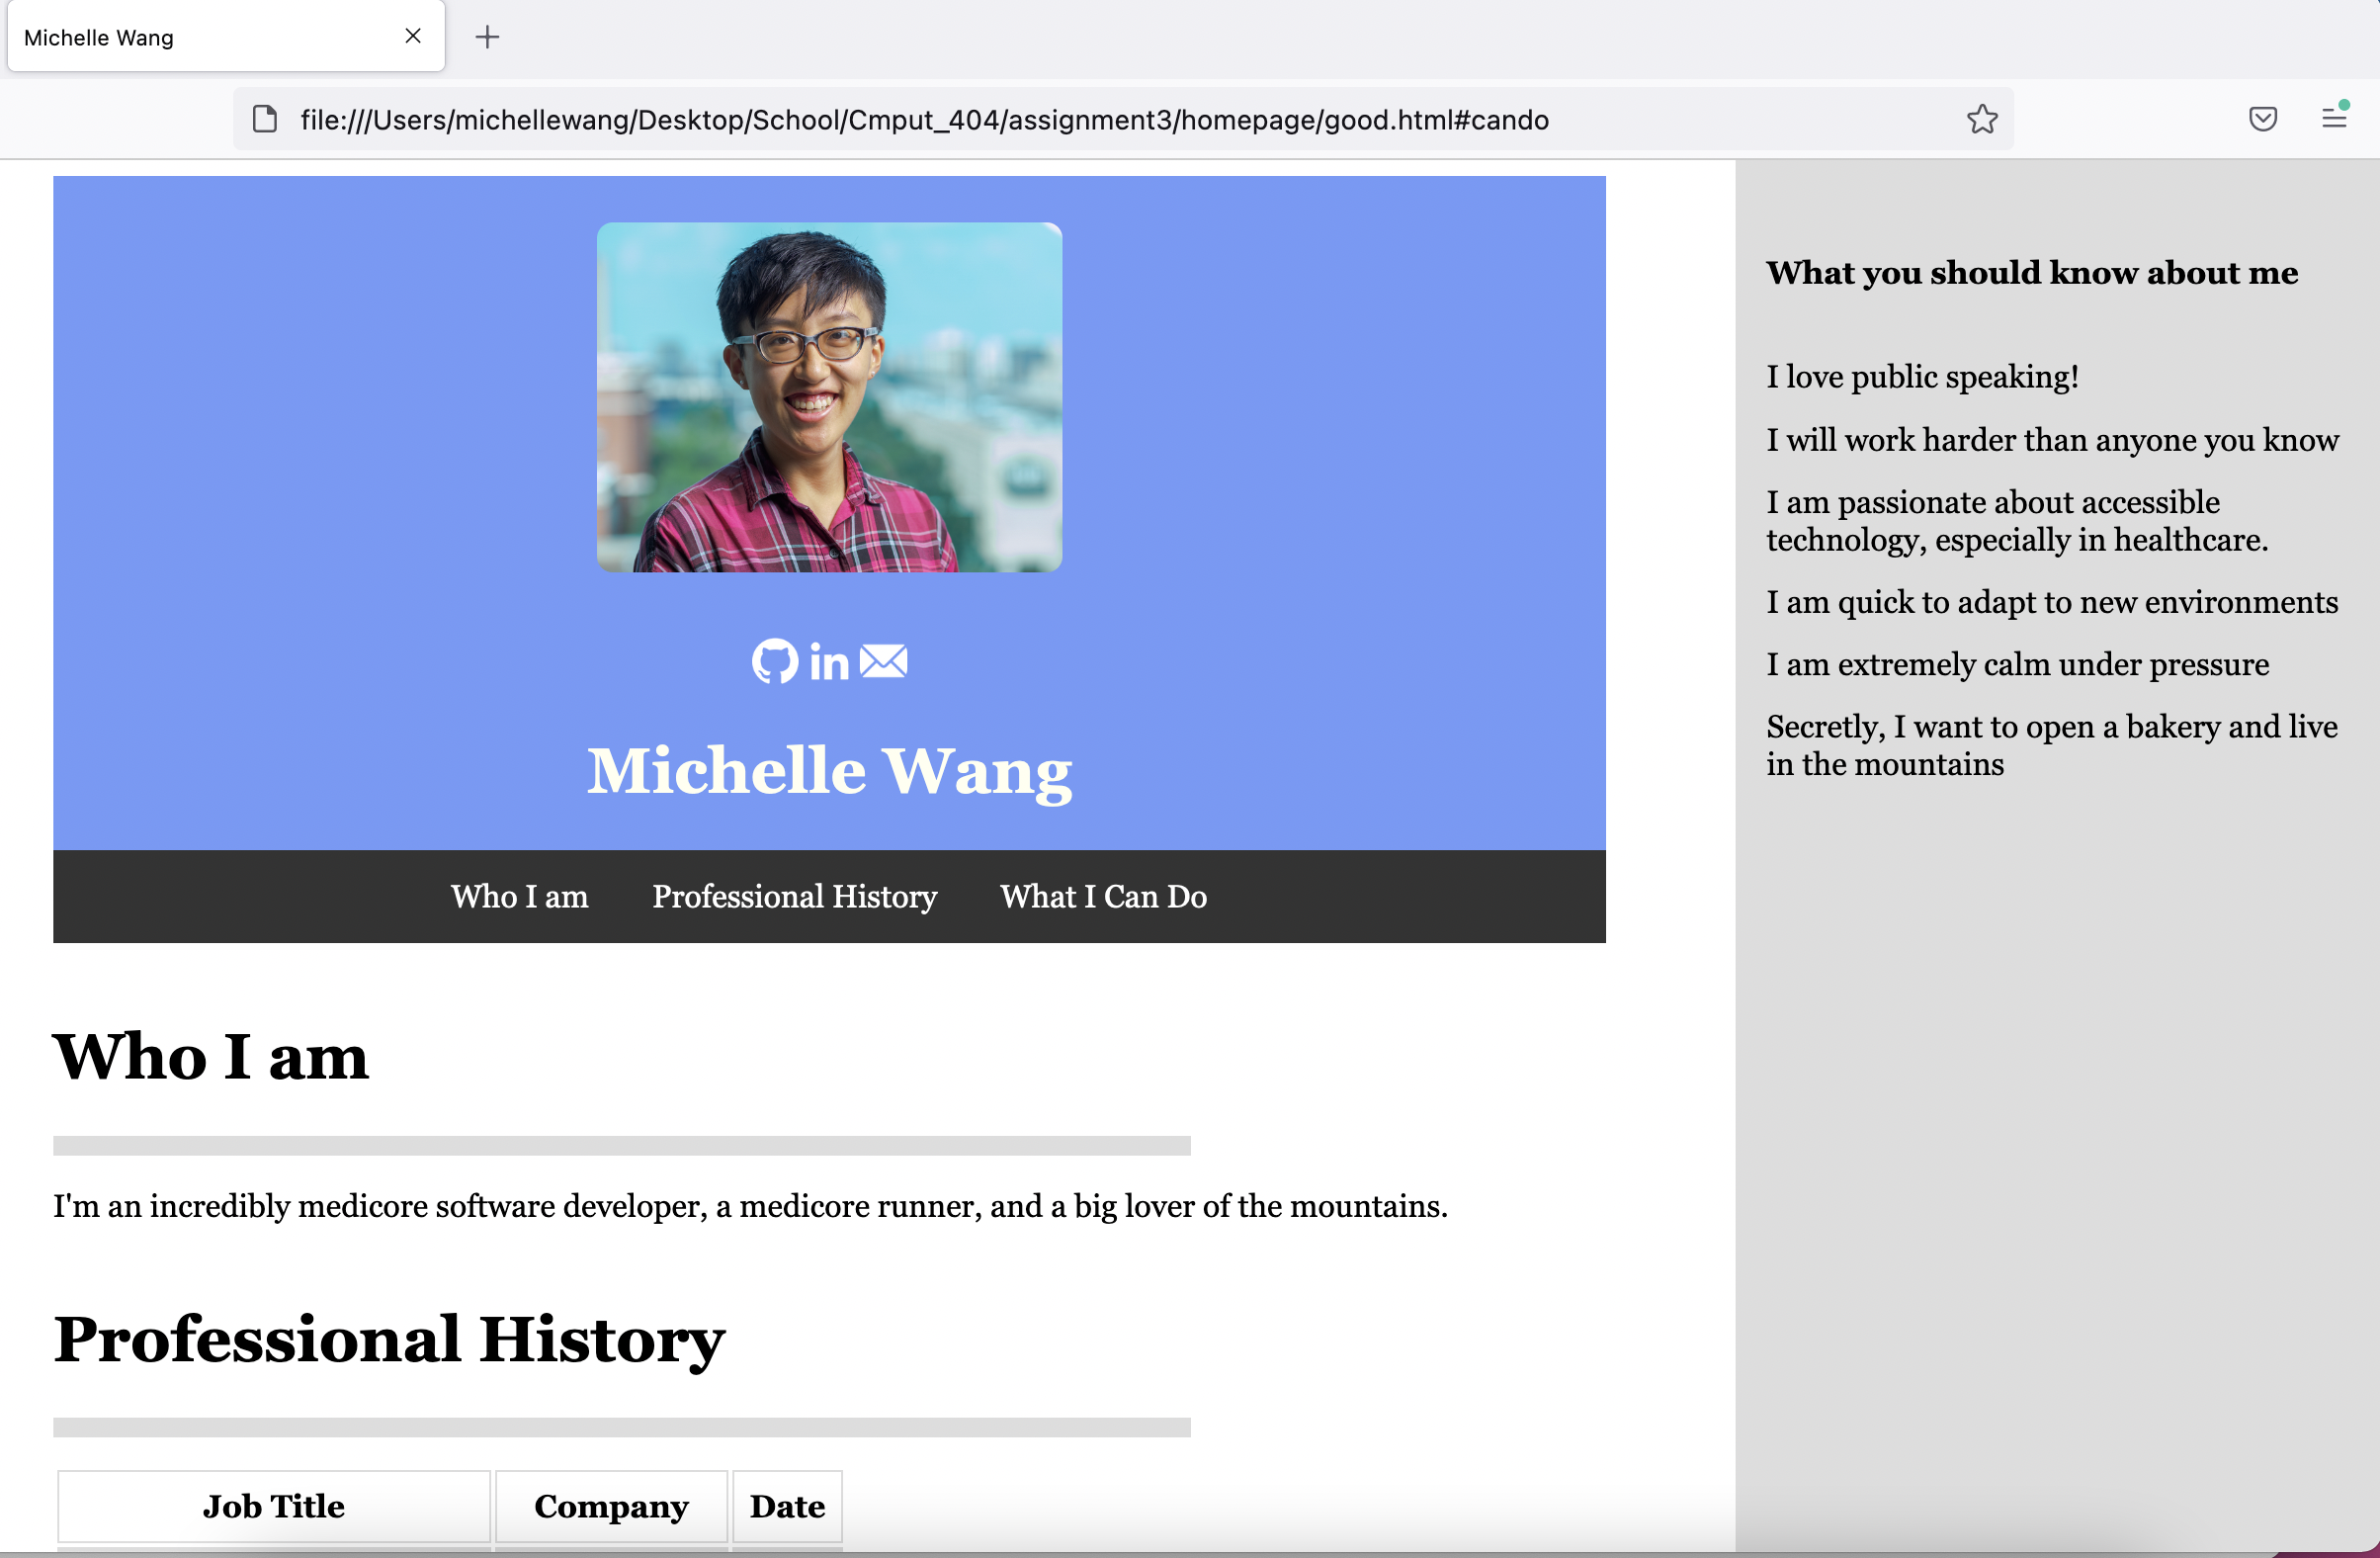 Michelle Wang
file:///Users/michellewang/Desktop/School/Cmput_404/assignment3/homepage/good.html#cando
in
Michelle Wang
Who I am Professional History What I Can Do
Who I am
I'm an incredibly medicore software developer, a medicore runner, and a big lover of the mountains.
Professional History
Job Title Company Date
What you should know about me
I love public speaking!
I will work harder than anyone you know
I am passionate about accessible
technology, especially in healthcare.
I am quick to adapt to new environments
I am extremely calm under pressure
Secretly, I want to open a bakery and live
in the mountains